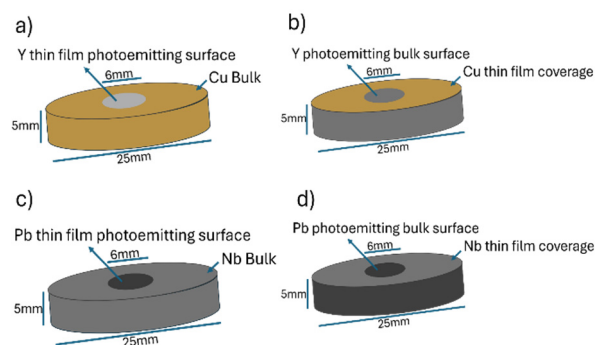 a)
Y thin film photoemitting surface
6mm
Cu Bulk
5mm
25mm
b)
Y photoemitting bulk surface
6mm
Cu thin film coverage
5mm
25mm
c)
Pb thin film photoemitting surface
6mm
Nb Bulk
5mm
25mm
d)
Pb photoemitting bulk surface
6mm
Nb thin film coverage
5mm
25mm